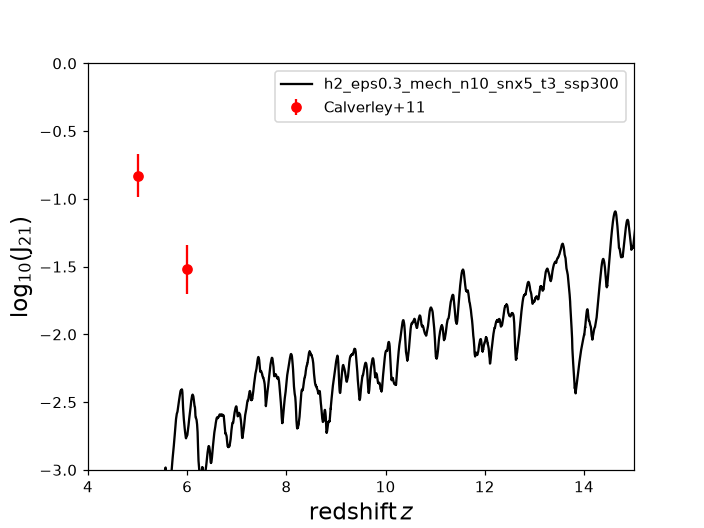 0.0
−0.5
−1.0
−1.5
−2.0
−2.5
−3.0
log₁₀(J₂₁)
h2_eps0.3_mech_n10_snx5_t3_ssp300
Calverley+11
4 6 8 10 12 14
redshift z